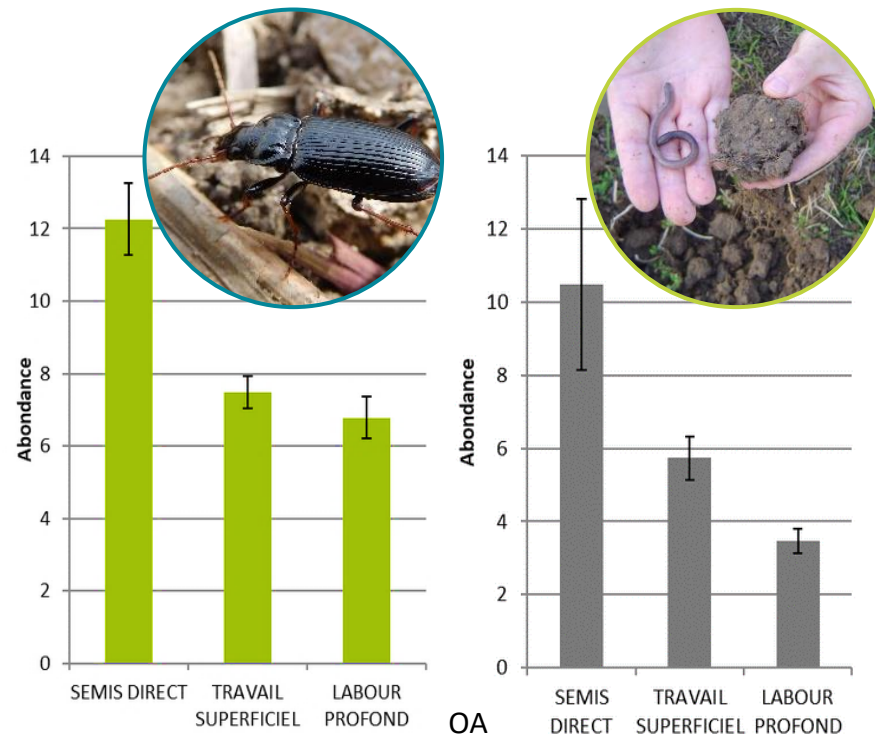 14
12
10
8
6
4
2
0
Abondance
SEMIS DIRECT
TRAVAIL
SUPERFICIEL
LABOUR
PROFOND
OA
14
12
10
8
6
4
2
0
Abondance
SEMIS
DIRECT
TRAVAIL
SUPERFICIEL
LABOUR
PROFOND